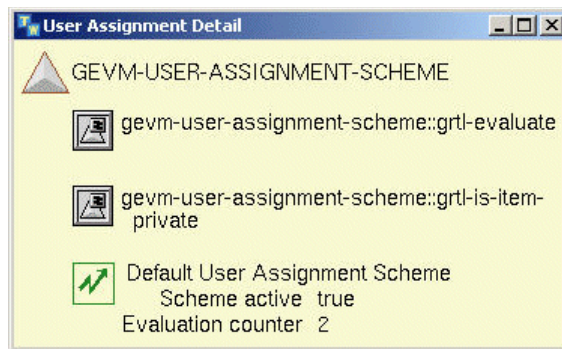 User Assignment Detail
GEVM-USER-ASSIGNMENT-SCHEME
gevm-user-assignment-scheme::grtl-evaluate
gevm-user-assignment-scheme::grtl-is-item-
private
Default User Assignment Scheme
Scheme active true
Evaluation counter 2